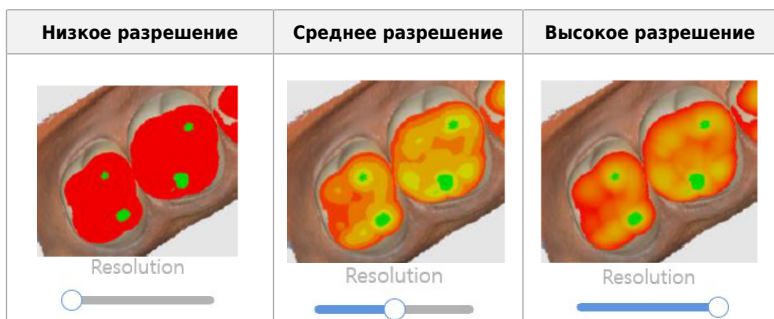 Низкое разрешение
Среднее разрешение
Высокое разрешение
Resolution
Resolution
Resolution